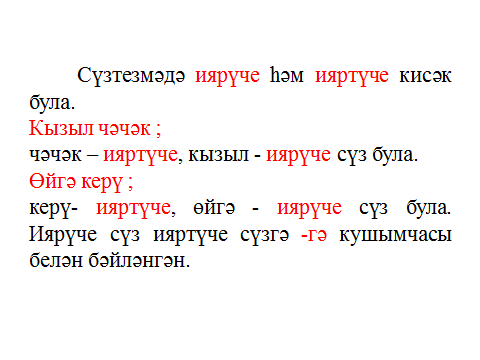 Сүзтезмәдә иярүче һәм ияртүче кисәк
була.
Кызыл чәчәк ;
чәчәк – ияртүче, кызыл - иярүче сүз була.
Өйгә керү ;
керү- ияртүче, өйгә - иярүче сүз була.
Иярүче сүз ияртүче сүзгә -гә кушымчасы
белән бәйләнгән.